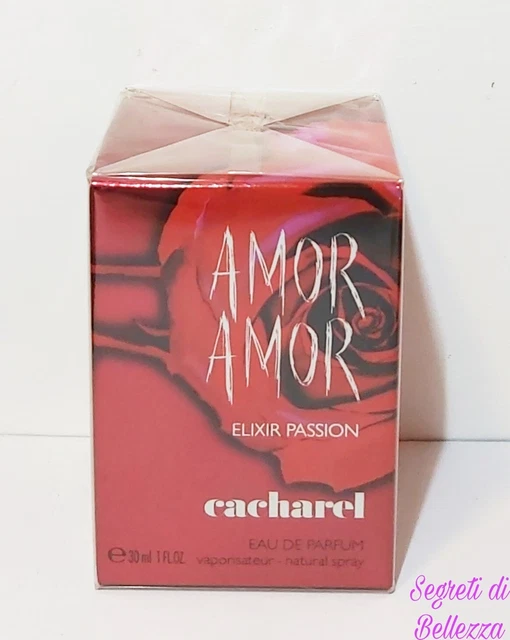 AMOR
AMOR
ELIXIR PASSION
cacharel
EAU DE PARFUM
℮ 30 ml 1 FL.OZ. vaporisateur - natural spray
Segreti di
Bellezza